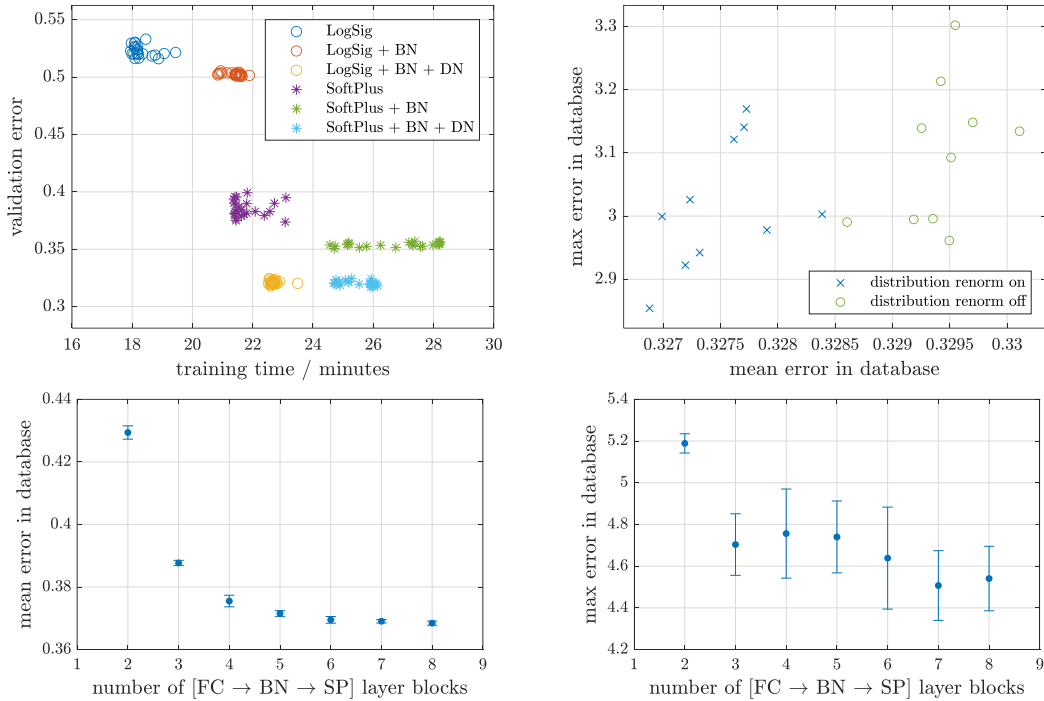 0.55
0.5
0.45
0.4
0.35
0.3
validation error
16 18 20 22 24 26 28 30
training time / minutes
LogSig
LogSig + BN
LogSig + BN + DN
SoftPlus
SoftPlus + BN
SoftPlus + BN + DN
3.3
3.2
3.1
3
2.9
max error in database
0.327 0.3275 0.328 0.3285 0.329 0.3295 0.33
mean error in database
distribution renorm on
distribution renorm off
0.44
0.42
0.4
0.38
0.36
mean error in database
1 2 3 4 5 6 7 8 9
number of [FC → BN → SP] layer blocks
5.4
5.2
5
4.8
4.6
4.4
4.2
max error in database
1 2 3 4 5 6 7 8 9
number of [FC → BN → SP] layer blocks